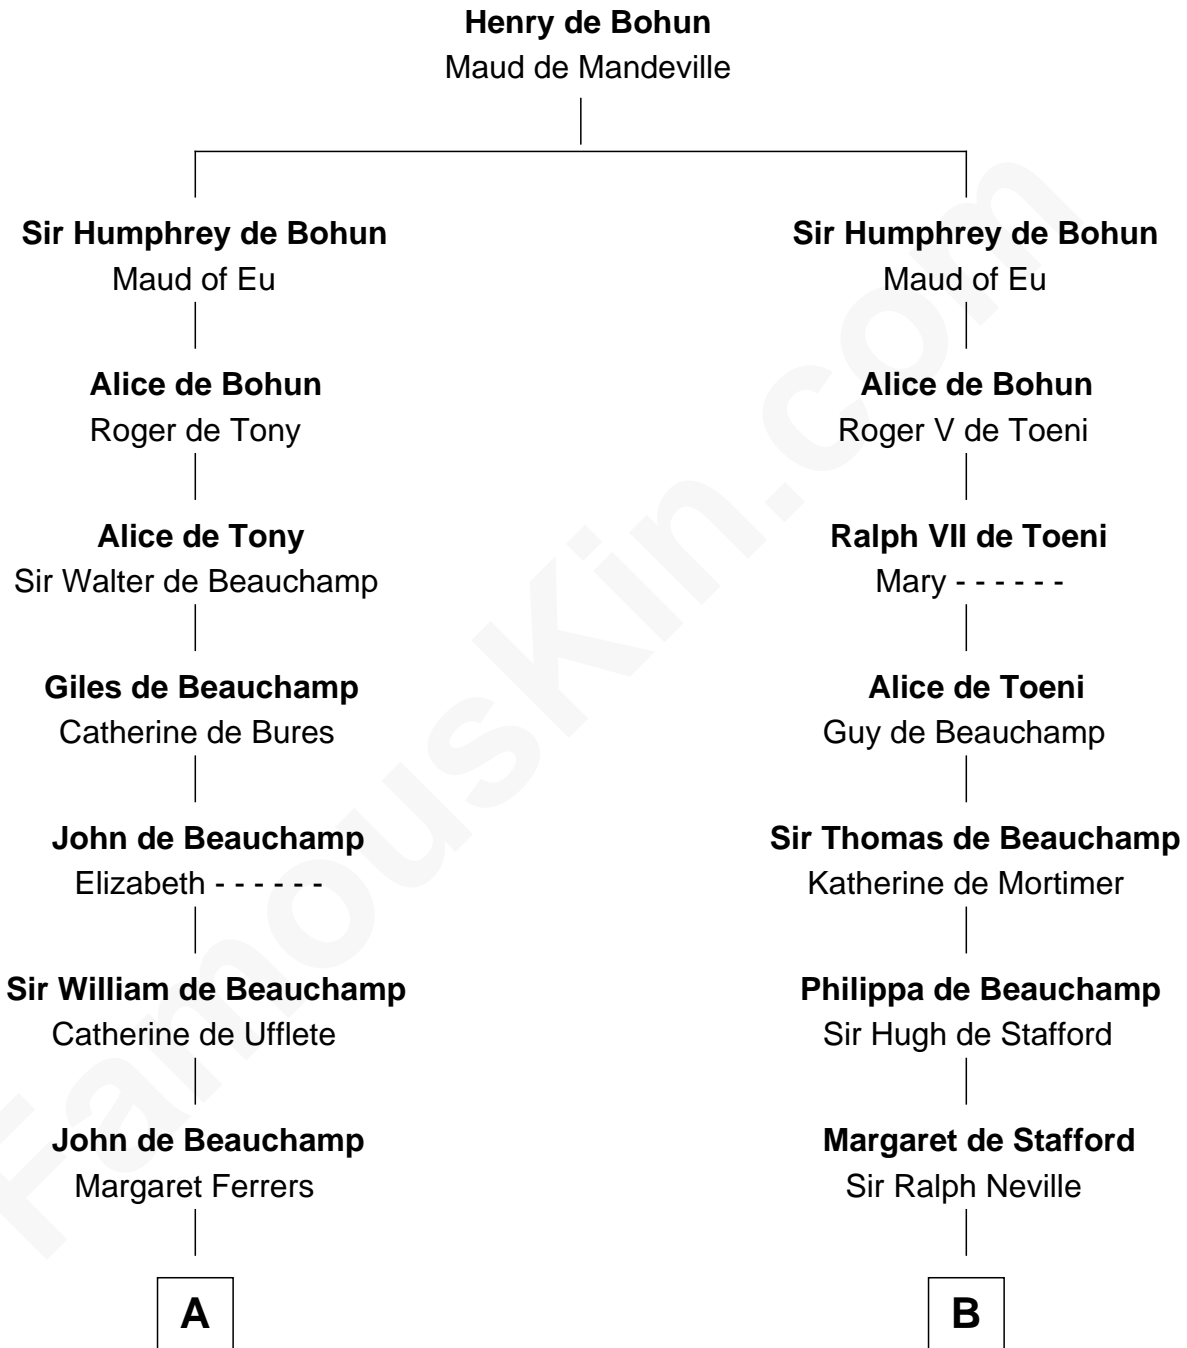 Henry de Bohun
Maud de Mandeville
Sir Humphrey de Bohun
Maud of Eu
Alice de Bohun
Roger de Tony
Alice de Tony
Sir Walter de Beauchamp
Giles de Beauchamp
Catherine de Bures
John de Beauchamp
Elizabeth - - - - - -
Sir William de Beauchamp
Catherine de Ufflete
John de Beauchamp
Margaret Ferrers
A
Sir Humphrey de Bohun
Maud of Eu
Alice de Bohun
Roger V de Toeni
Ralph VII de Toeni
Mary - - - - - -
Alice de Toeni
Guy de Beauchamp
Sir Thomas de Beauchamp
Katherine de Mortimer
Philippa de Beauchamp
Sir Hugh de Stafford
Margaret de Stafford
Sir Ralph Neville
B
FamousKin.com